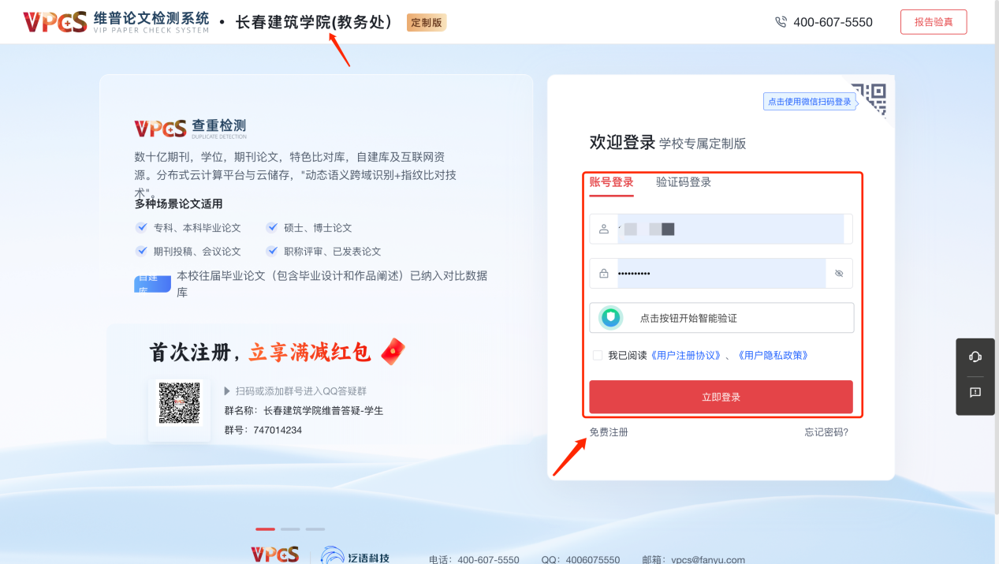 VPCS 维普论文检测系统 • 长春建筑学院(教务处) 定制版 400-607-5550 报告验真
VIP PAPER CHECK SYSTEM
点击使用微信扫码登录
VPCS 查重检测
DUPLICATE DETECTION
数十亿期刊，学位，期刊论文，特色比对库，自建库及互联网资
源。分布式云计算平台与云储存，"动态语义跨域识别+指纹比对技
术"。
多种场景论文适用
专科、本科毕业论文 硕士、博士论文
期刊投稿、会议论文 职称评审、已发表论文
自建
库
本校往届毕业论文（包含毕业设计和作品阐述）已纳入对比数据
库
首次注册，立享满减红包
扫码或添加群号进入QQ答疑群
群名称：长春建筑学院维普答疑-学生
群号：747014234
欢迎登录 学校专属定制版
账号登录 验证码登录
••••••••••
点击按钮开始智能验证
我已阅读《用户注册协议》、《用户隐私政策》
立即登录
免费注册 忘记密码?
VPCS 泛语科技 电话：400-607-5550 QQ：4006075550 邮箱：vpcs@fanyu.com